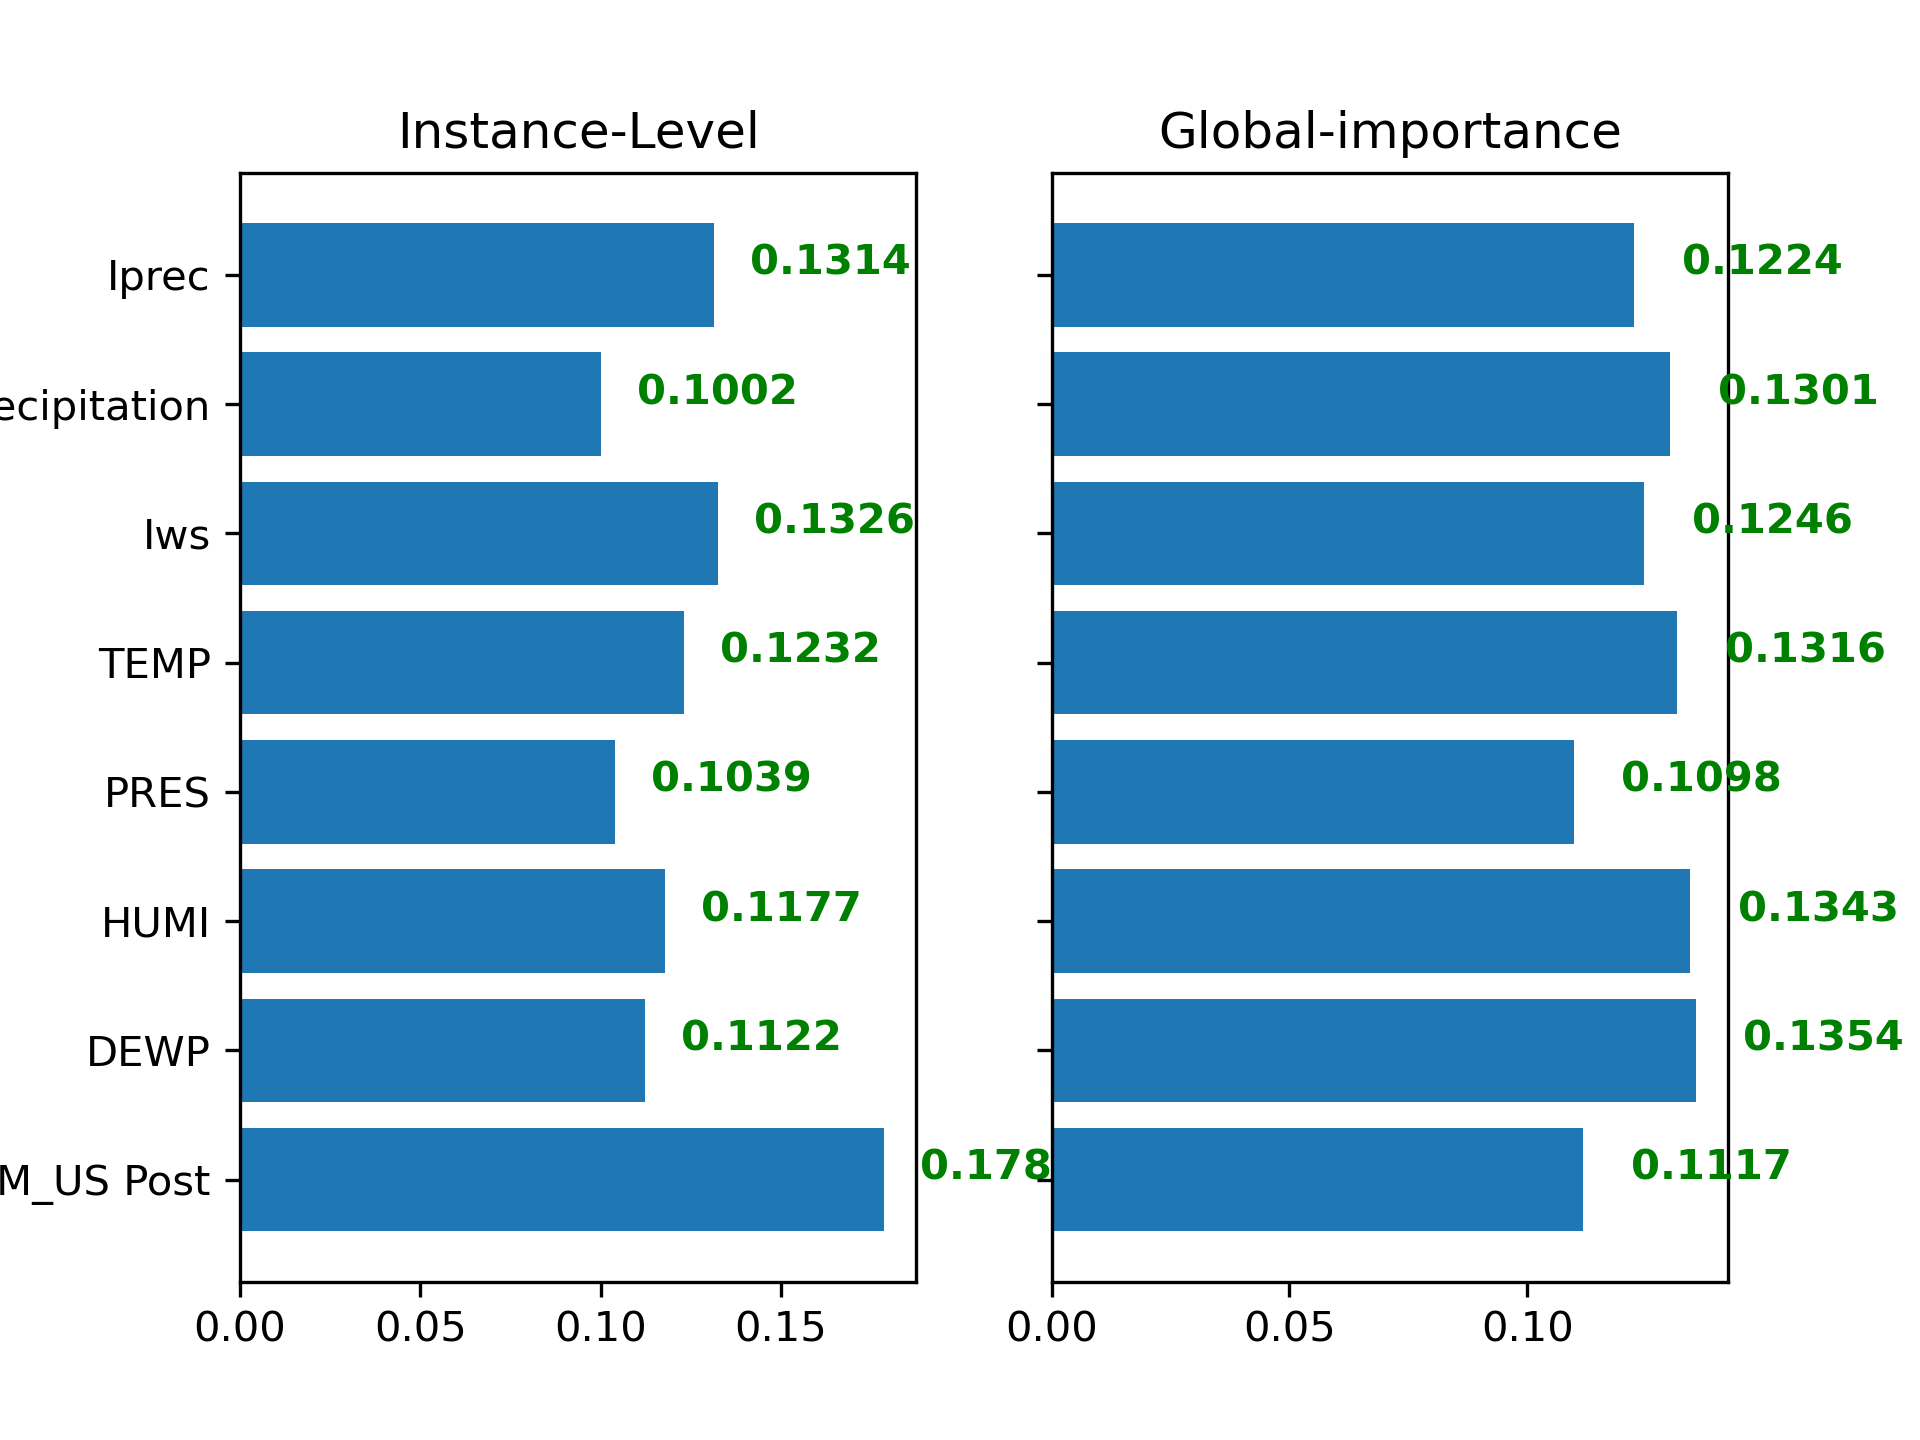 Instance-Level
Global-importance
Iprec 0.1314 0.1224
ecipitation 0.1002 0.1301
Iws 0.1326 0.1246
TEMP 0.1232 0.1316
PRES 0.1039 0.1098
HUMI 0.1177 0.1343
DEWP 0.1122 0.1354
M_US Post 0.178 0.1117
0.00 0.05 0.10 0.15
0.00 0.05 0.10